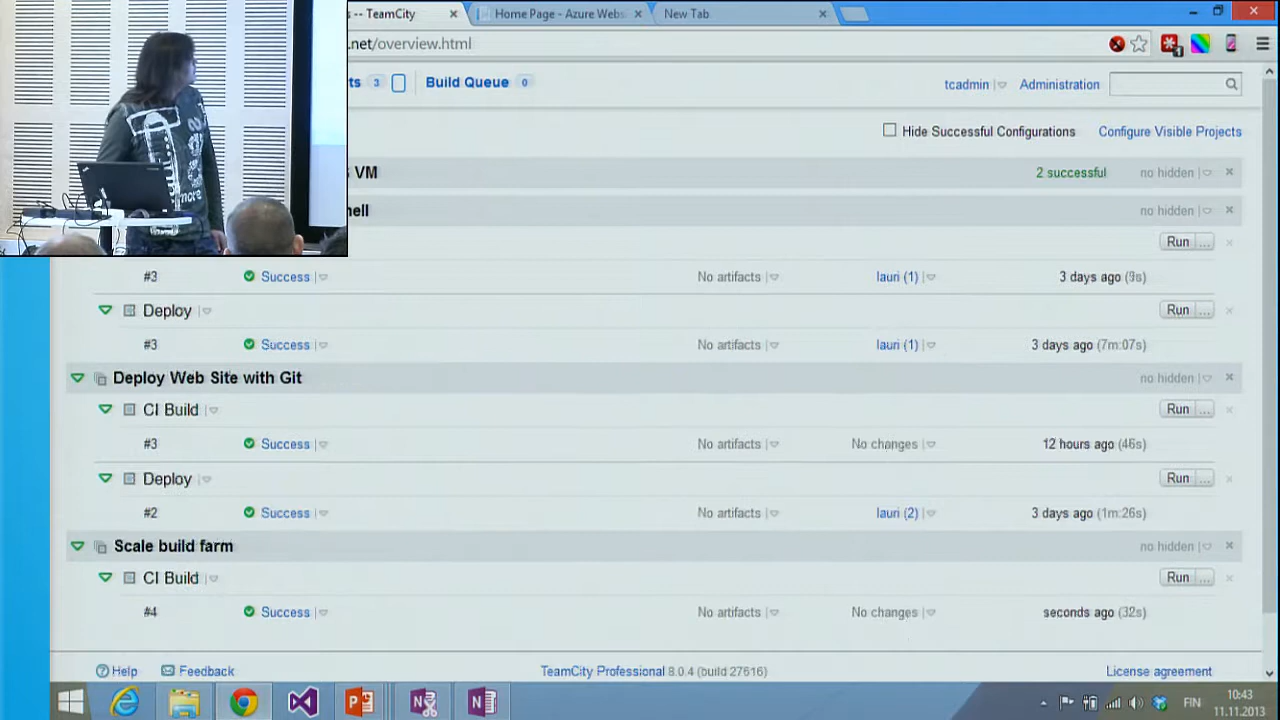 s -- TeamCity
Home Page - Azure Webs
New Tab
.net/overview.html
ts 3 Build Queue 0
tcadmin Administration
Hide Successful Configurations Configure Visible Projects
VM 2 successful no hidden
ell no hidden
Run ...
#3 Success No artifacts lauri (1) 3 days ago (9s)
Deploy Run ...
#3 Success No artifacts lauri (1) 3 days ago (7m:07s)
Deploy Web Site with Git no hidden
CI Build Run ...
#3 Success No artifacts No changes 12 hours ago (46s)
Deploy Run ...
#2 Success No artifacts lauri (2) 3 days ago (1m:26s)
Scale build farm no hidden
CI Build Run ...
#4 Success No artifacts No changes seconds ago (32s)
Help Feedback TeamCity Professional 8.0.4 (build 27616) License agreement
FIN 10:43
11.11.2013
more